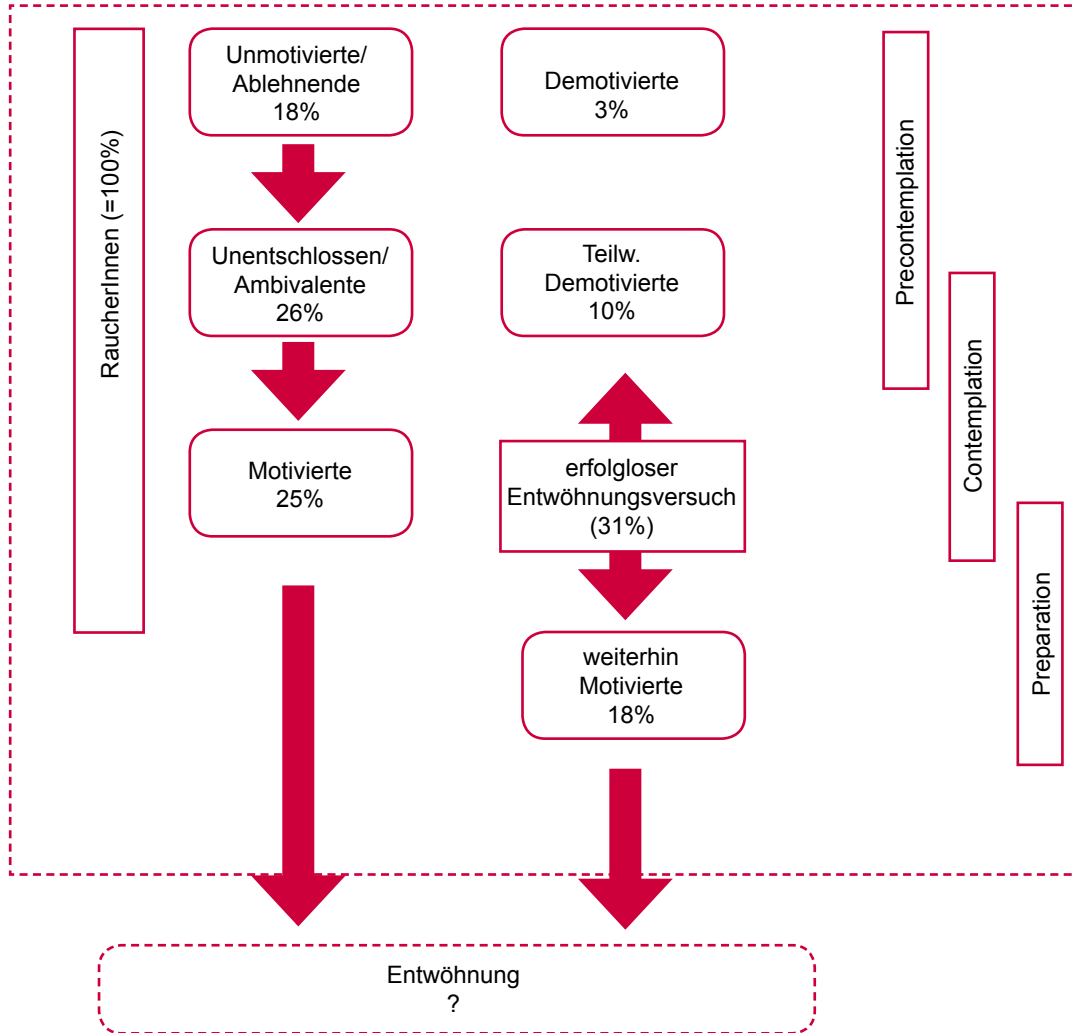 RaucherInnen (=100%)
Unmotivierte/
Ablehnende
18%
Demotivierte
3%
Unentschlossen/
Ambivalente
26%
Teilw.
Demotivierte
10%
Motivierte
25%
erfolgloser
Entwöhnungsversuch
(31%)
weiterhin
Motivierte
18%
Precontemplation
Contemplation
Preparation
Entwöhnung
?